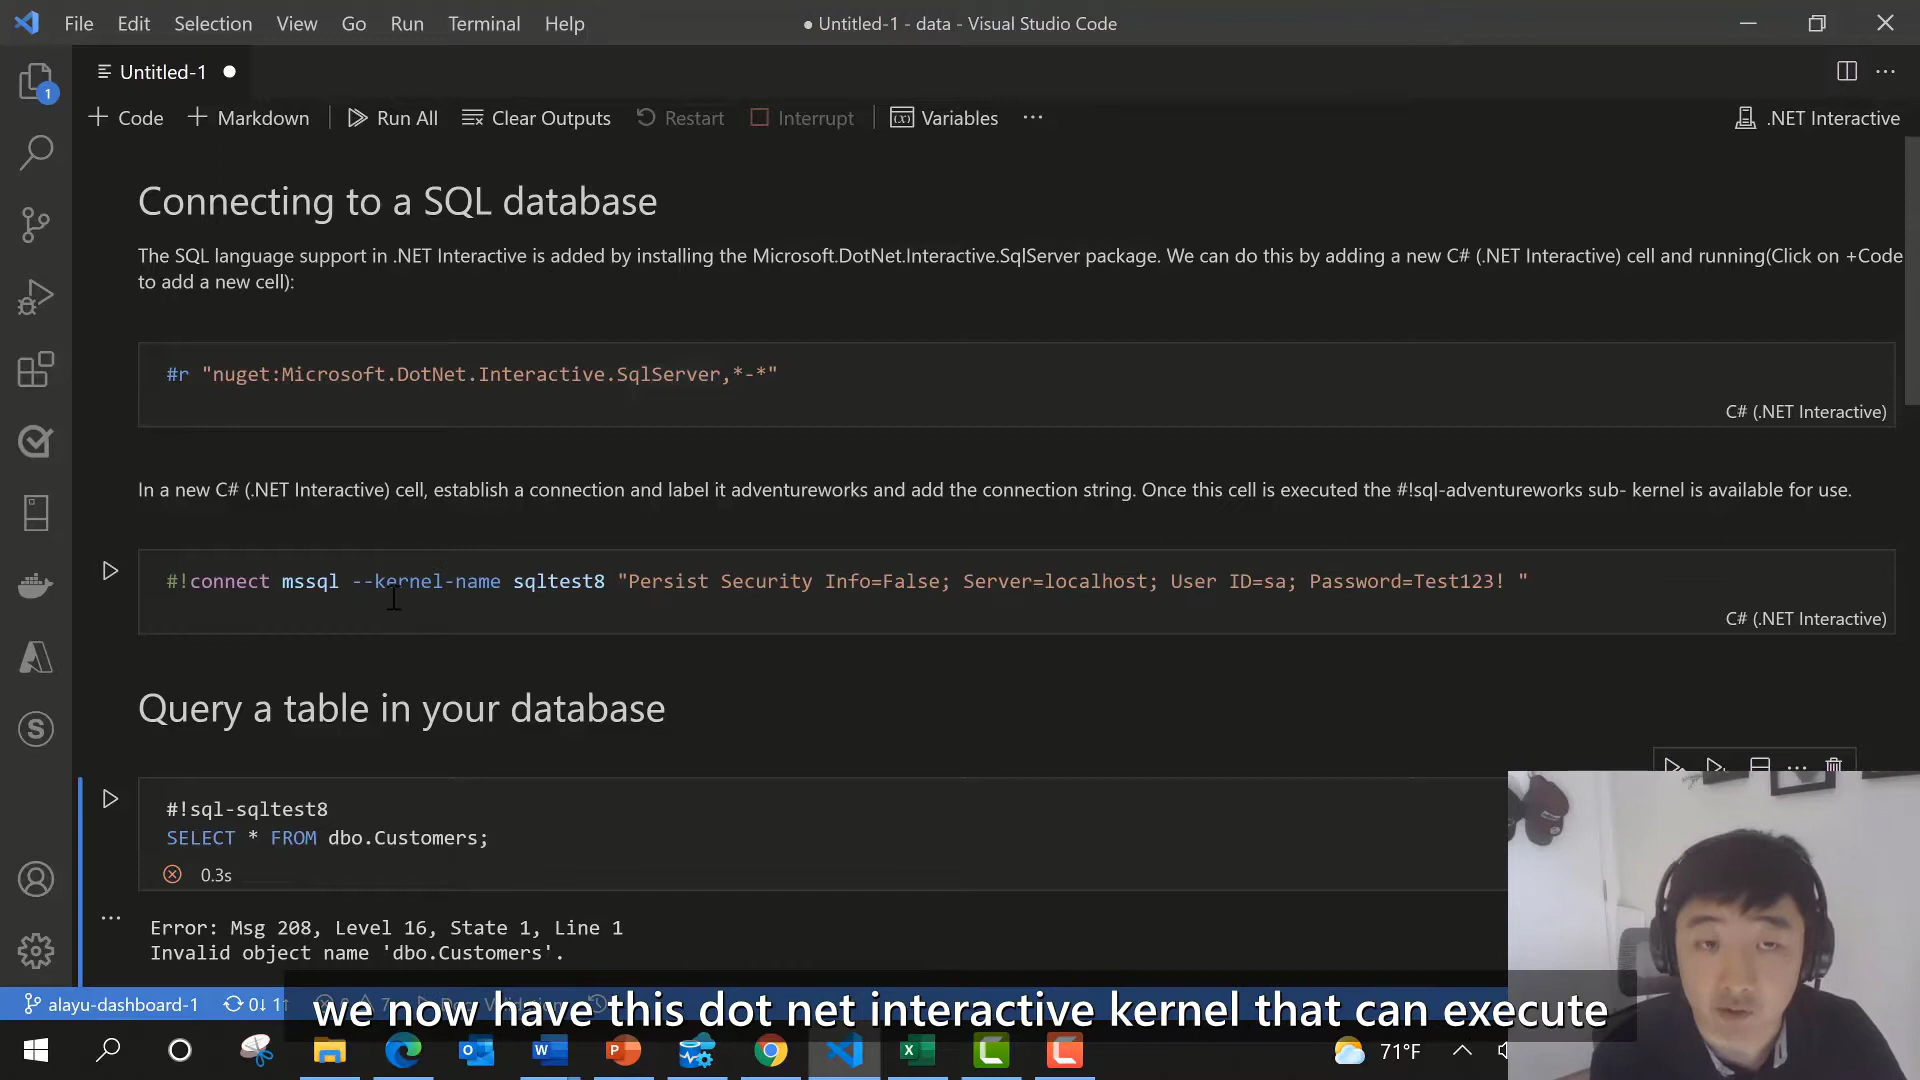 File Edit Selection View Go Run Terminal Help
● Untitled-1 - data - Visual Studio Code
Untitled-1
1
+ Code + Markdown Run All Clear Outputs Restart Interrupt Variables ... .NET Interactive
Connecting to a SQL database
The SQL language support in .NET Interactive is added by installing the Microsoft.DotNet.Interactive.SqlServer package. We can do this by adding a new C# (.NET Interactive) cell and running(Click on +Code
to add a new cell):
#r "nuget:Microsoft.DotNet.Interactive.SqlServer,*-*"
C# (.NET Interactive)
In a new C# (.NET Interactive) cell, establish a connection and label it adventureworks and add the connection string. Once this cell is executed the #!sql-adventureworks sub- kernel is available for use.
#!connect mssql --kernel-name sqltest8 "Persist Security Info=False; Server=localhost; User ID=sa; Password=Test123! "
C# (.NET Interactive)
Query a table in your database
#!sql-sqltest8
SELECT * FROM dbo.Customers;
0.3s
Error: Msg 208, Level 16, State 1, Line 1
Invalid object name 'dbo.Customers'.
alayu-dashboard-1 0↓ 1↑
we now have this dot net interactive kernel that can execute
71°F